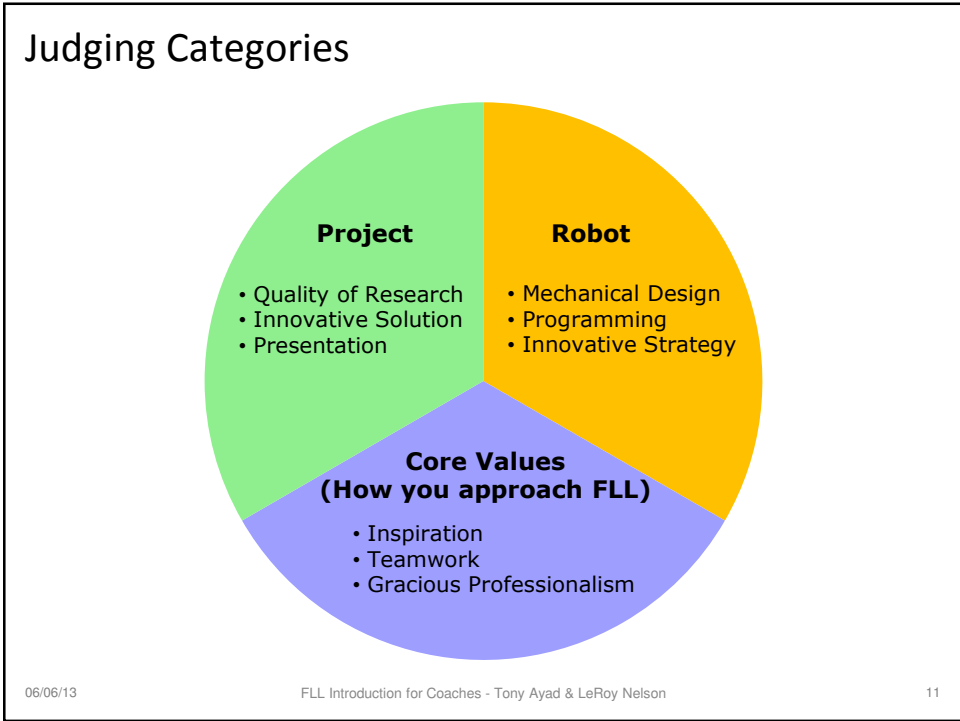 Judging Categories
Project
• Quality of Research
• Innovative Solution
• Presentation
Robot
• Mechanical Design
• Programming
• Innovative Strategy
Core Values
(How you approach FLL)
• Inspiration
• Teamwork
• Gracious Professionalism
06/06/13
FLL Introduction for Coaches - Tony Ayad & LeRoy Nelson
11